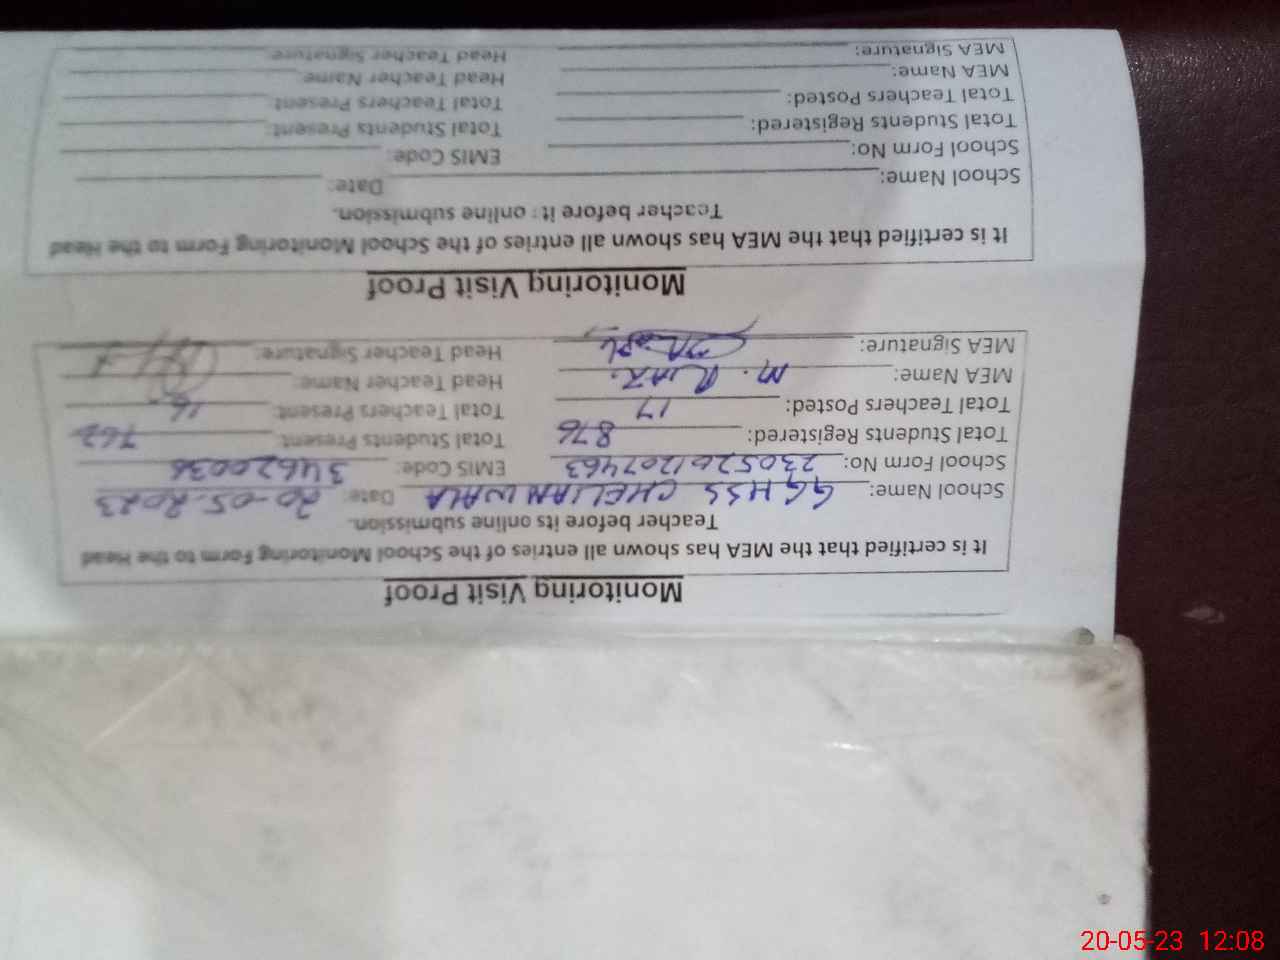 Monitoring Visit Proof
It is certified that the MEA has shown all entries of the School Monitoring Form to the Head
Teacher before its online submission.
School Name: GGHSS CHELIANWALA Date: 20-05-2023
School Form No: 2305201207463 EMIS Code: 34620036
Total Students Registered: 876 Total Students Present: 762
Total Teachers Posted: 17 Total Teachers Present: 16
MEA Name: M. RIAZ. Head Teacher Name:
MEA Signature: Head Teacher Signature:
Monitoring Visit Proof
It is certified that the MEA has shown all entries of the School Monitoring Form to the Head
Teacher before it : online submission.
School Name: Date:
School Form No: EMIS Code:
Total Students Registered: Total Students Present:
Total Teachers Posted: Total Teachers Present:
MEA Name: Head Teacher Name:
MEA Signature: Head Teacher Signature:
20-05-23 12:08